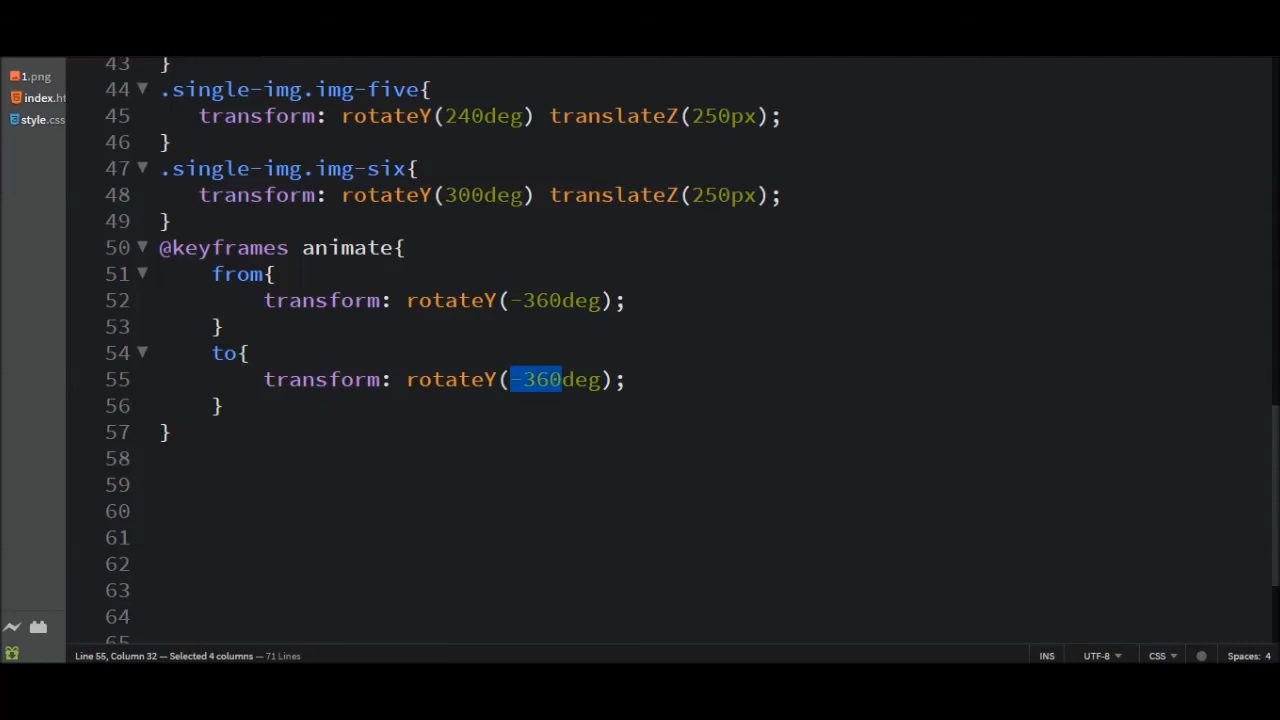 1.png
index.ht
style.css
43 }
44 ▼ .single-img.img-five{
45 transform: rotateY(240deg) translateZ(250px);
46 }
47 ▼ .single-img.img-six{
48 transform: rotateY(300deg) translateZ(250px);
49 }
50 ▼ @keyframes animate{
51 ▼ from{
52 transform: rotateY(-360deg);
53 }
54 ▼ to{
55 transform: rotateY(-360deg);
56 }
57 }
58
59
60
61
62
63
64
65
Line 55, Column 32 — Selected 4 columns — 71 Lines
INS UTF-8 ▼ CSS ▼ Spaces: 4